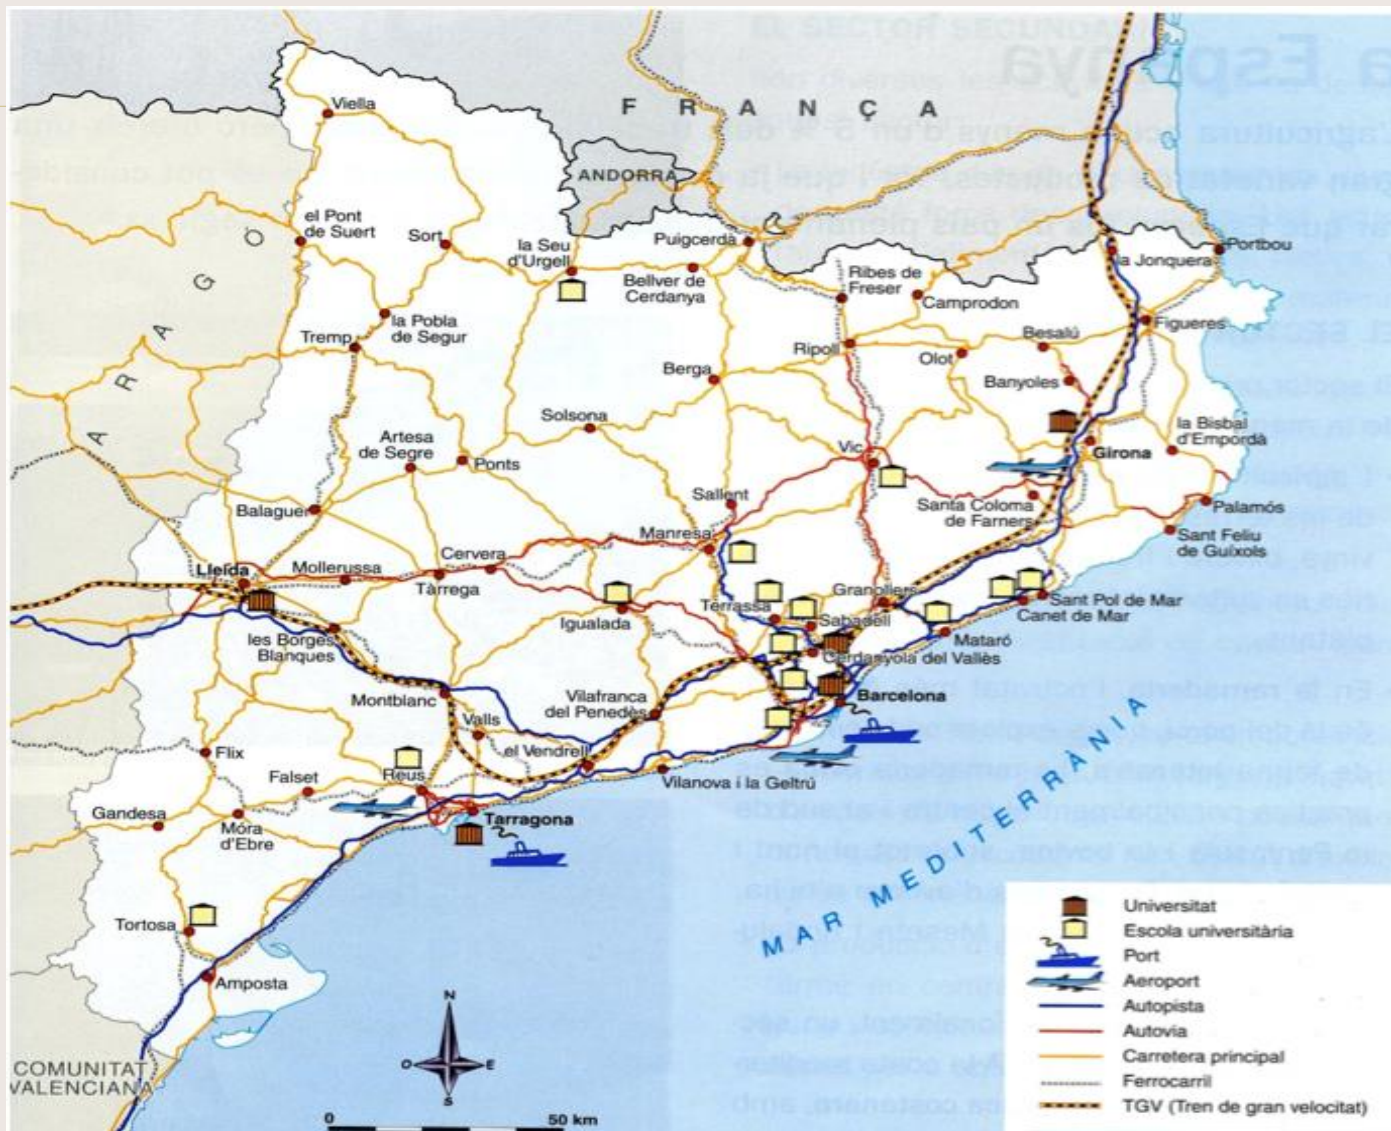 FRANÇA
Viella
ANDORRA
ARAGÓ
el Pont
de Suert
Sort
la Seu
d'Urgell
Puigcerdà
Bellver de
Cerdanya
Ribes de
Freser
Camprodon
la Jonquera
Portbou
la Pobla
de Segur
Tremp
Berga
Ripoll
Olot
Besalú
Figueres
Banyoles
Solsona
Artesa
de Segre
Ponts
Vic
Girona
la Bisbal
d'Empordà
Sallent
Balaguer
Manresa
Santa Coloma
de Farners
Palamós
Sant Feliu
de Guíxols
Lleida
Mollerussa
Cervera
Tàrrega
Igualada
Terrassa
Sabadell
Granollers
Sant Pol de Mar
Canet de Mar
Mataró
Cerdanyola del Vallès
les Borges
Blanques
Montblanc
Vilafranca
del Penedès
Barcelona
Valls
el Vendrell
Vilanova i la Geltrú
Flix
Falset
Reus
Gandesa
Móra
d'Ebre
Tarragona
MAR MEDITERRÀNIA
Tortosa
Amposta
COMUNITAT
VALENCIANA
N
O
E
S
0
50 km
Universitat
Escola universitària
Port
Aeroport
Autopista
Autovia
Carretera principal
Ferrocarril
TGV (Tren de gran velocitat)